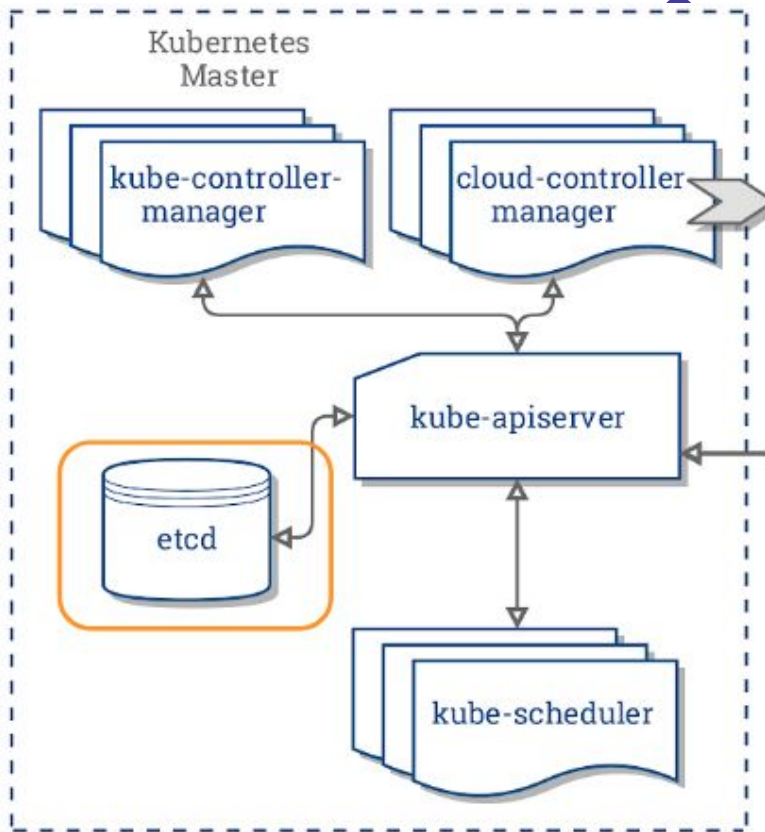 Kubernetes
Master
kube-controller-
manager
cloud-controller
manager
kube-apiserver
etcd
kube-scheduler